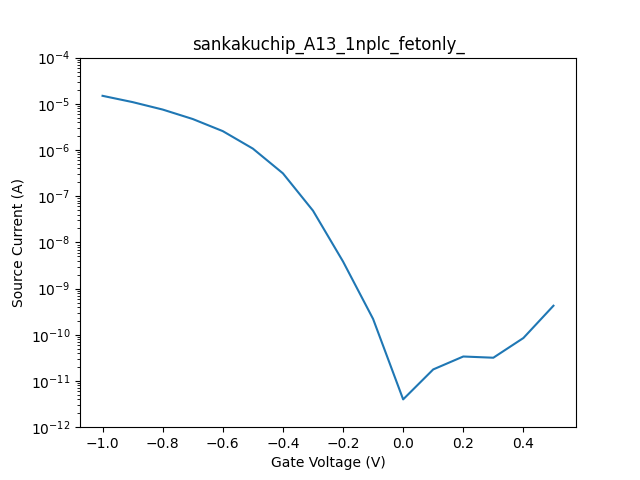 sankakuchip_A13_1nplc_fetonly_
Source Current (A)
10⁻⁴
10⁻⁵
10⁻⁶
10⁻⁷
10⁻⁸
10⁻⁹
10⁻¹⁰
10⁻¹¹
10⁻¹²
−1.0 −0.8 −0.6 −0.4 −0.2 0.0 0.2 0.4
Gate Voltage (V)